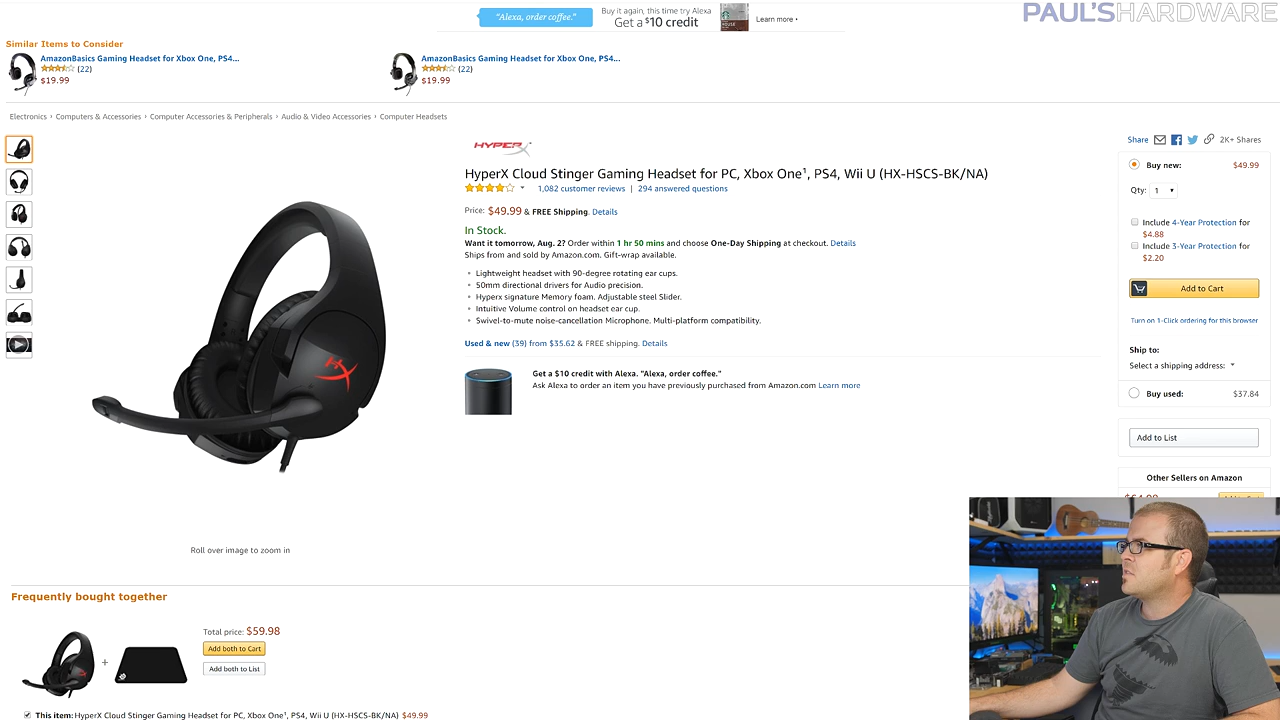 "Alexa, order coffee."
Buy it again, this time try Alexa
Get a $10 credit
Learn more ›
PAUL'SHARDWARE
Similar Items to Consider
AmazonBasics Gaming Headset for Xbox One, PS4...
(22)
$19.99
AmazonBasics Gaming Headset for Xbox One, PS4...
(22)
$19.99
Electronics › Computers & Accessories › Computer Accessories & Peripherals › Audio & Video Accessories › Computer Headsets
HYPERX
HyperX Cloud Stinger Gaming Headset for PC, Xbox One¹, PS4, Wii U (HX-HSCS-BK/NA)
1,082 customer reviews | 294 answered questions
Price: $49.99 & FREE Shipping. Details
In Stock.
Want it tomorrow, Aug. 2? Order within 1 hr 50 mins and choose One-Day Shipping at checkout. Details
Ships from and sold by Amazon.com. Gift-wrap available.
• Lightweight headset with 90-degree rotating ear cups.
• 50mm directional drivers for Audio precision.
• Hyperx signature Memory foam. Adjustable steel Slider.
• Intuitive Volume control on headset ear cup.
• Swivel-to-mute noise-cancellation Microphone. Multi-platform compatibility.
Used & new (39) from $35.62 & FREE shipping. Details
Get a $10 credit with Alexa. "Alexa, order coffee."
Ask Alexa to order an item you have previously purchased from Amazon.com Learn more
Share
2K+ Shares
Buy new:
$49.99
Qty: 1
Include 4-Year Protection for
$4.88
Include 3-Year Protection for
$2.20
Add to Cart
Turn on 1-Click ordering for this browser
Ship to:
Select a shipping address:
Buy used:
$37.84
Add to List
Other Sellers on Amazon
Roll over image to zoom in
Frequently bought together
+
Total price: $59.98
Add both to Cart
Add both to List
This item: HyperX Cloud Stinger Gaming Headset for PC, Xbox One¹, PS4, Wii U (HX-HSCS-BK/NA) $49.99